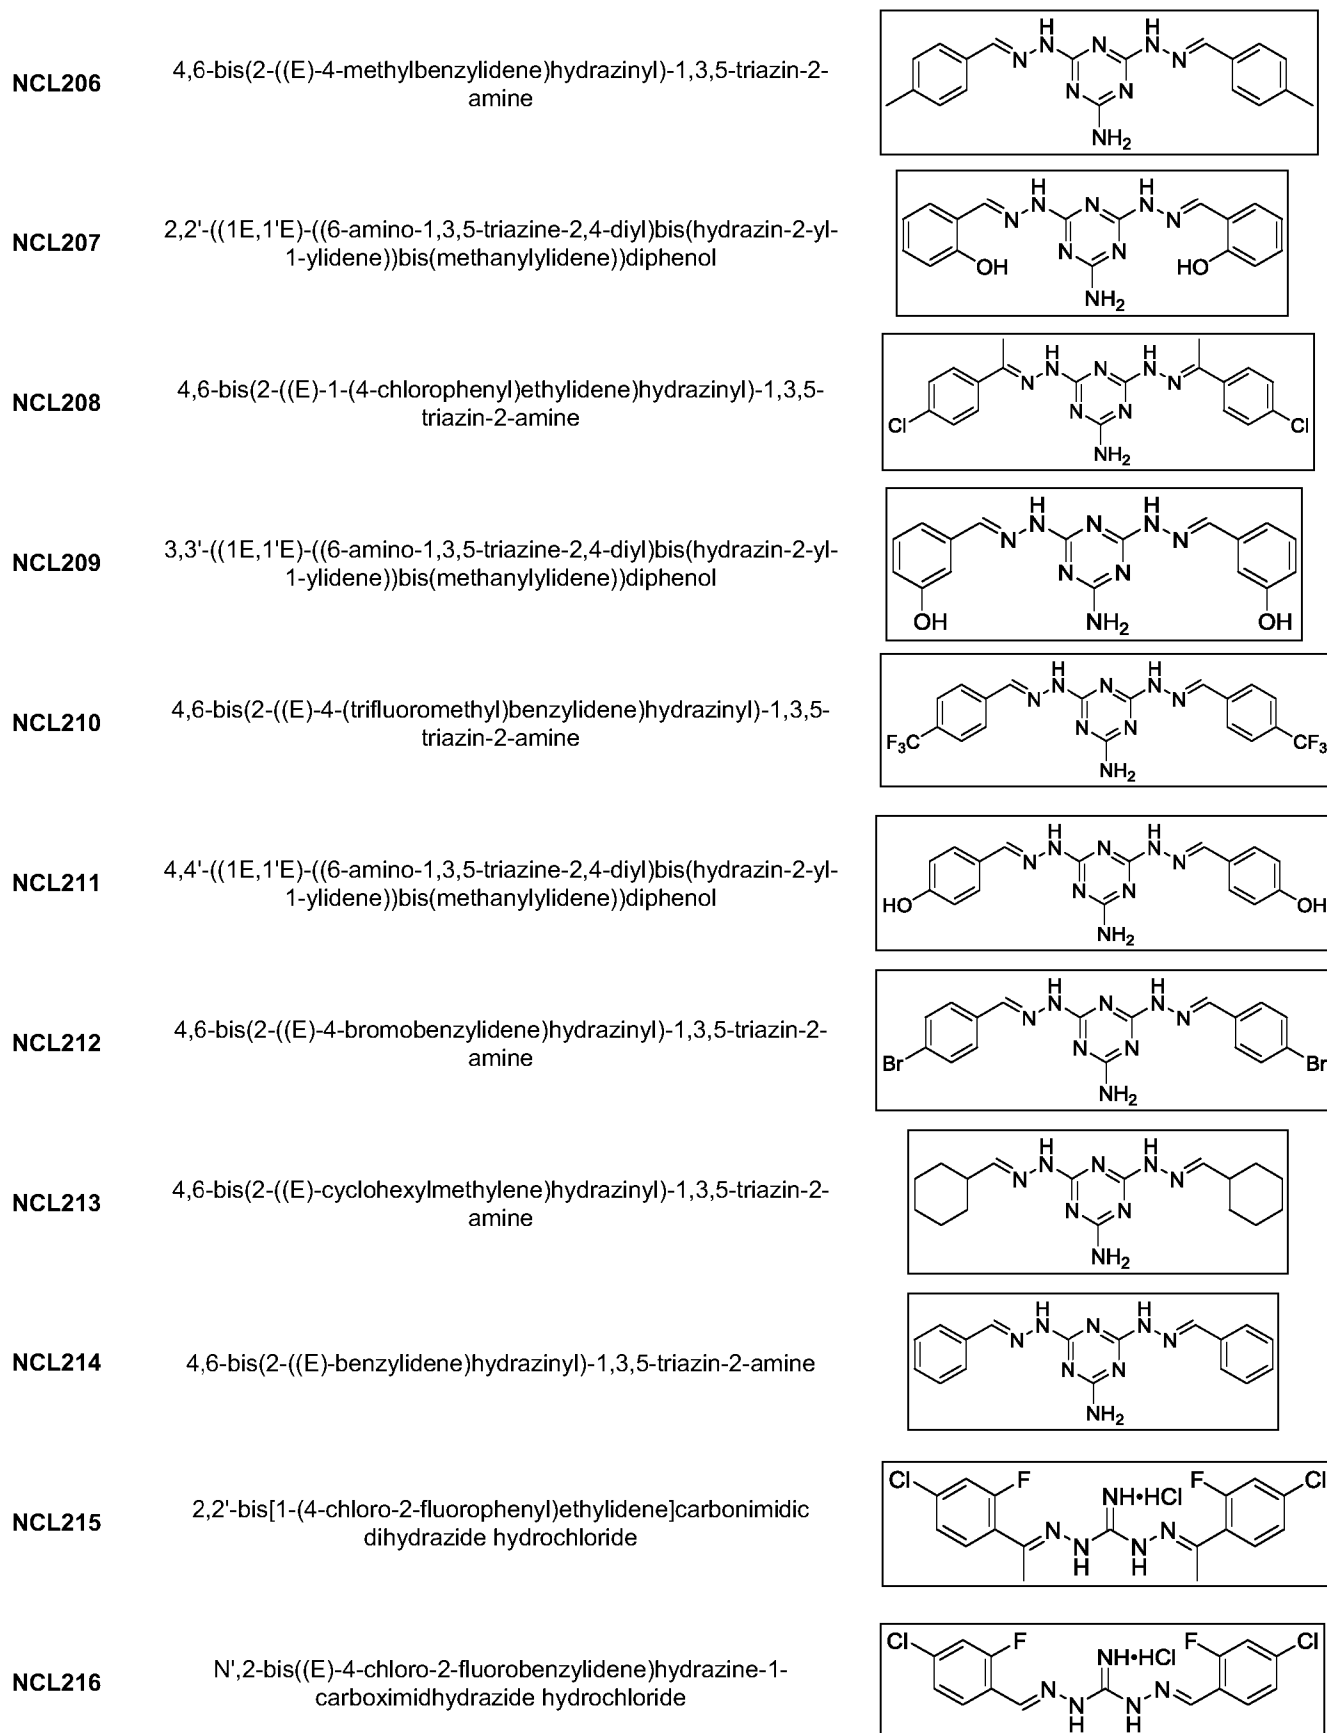 NCL206
4,6-bis(2-((E)-4-methylbenzylidene)hydrazinyl)-1,3,5-triazin-2-
amine
H H
N N N
N N
N N
NH2
NCL207
2,2'-((1E,1'E)-((6-amino-1,3,5-triazine-2,4-diyl)bis(hydrazin-2-yl-
1-ylidene))bis(methanylylidene))diphenol
H H
N N N
N N
N N
OH HO
NH2
NCL208
4,6-bis(2-((E)-1-(4-chlorophenyl)ethylidene)hydrazinyl)-1,3,5-
triazin-2-amine
H H
N N N
N N
N N
Cl Cl
NH2
NCL209
3,3'-((1E,1'E)-((6-amino-1,3,5-triazine-2,4-diyl)bis(hydrazin-2-yl-
1-ylidene))bis(methanylylidene))diphenol
H H
N N N
N N
N N
OH NH2 OH
NCL210
4,6-bis(2-((E)-4-(trifluoromethyl)benzylidene)hydrazinyl)-1,3,5-
triazin-2-amine
H H
N N N
N N
N N
F3C CF3
NH2
NCL211
4,4'-((1E,1'E)-((6-amino-1,3,5-triazine-2,4-diyl)bis(hydrazin-2-yl-
1-ylidene))bis(methanylylidene))diphenol
H H
N N N
N N
N N
HO OH
NH2
NCL212
4,6-bis(2-((E)-4-bromobenzylidene)hydrazinyl)-1,3,5-triazin-2-
amine
H H
N N N
N N
N N
Br Br
NH2
NCL213
4,6-bis(2-((E)-cyclohexylmethylene)hydrazinyl)-1,3,5-triazin-2-
amine
H H
N N N
N N
N N
NH2
NCL214
4,6-bis(2-((E)-benzylidene)hydrazinyl)-1,3,5-triazin-2-amine
H H
N N N
N N
N N
NH2
NCL215
2,2'-bis[1-(4-chloro-2-fluorophenyl)ethylidene]carbonimidic
dihydrazide hydrochloride
Cl F F Cl
NH•HCl
N N
N N
H H
NCL216
N',2-bis((E)-4-chloro-2-fluorobenzylidene)hydrazine-1-
carboximidhydrazide hydrochloride
Cl F F Cl
NH•HCl
N N
N N
H H